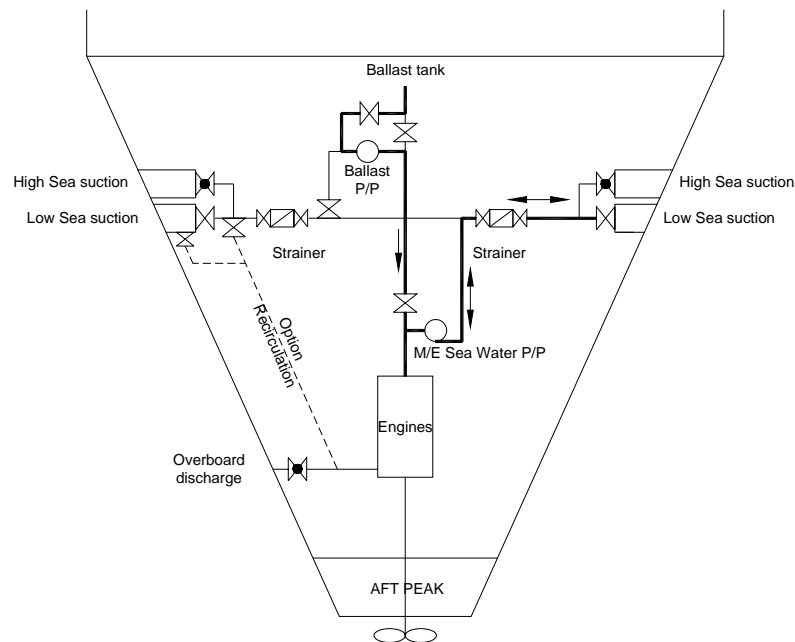 Ballast tank
High Sea suction
Ballast
P/P
High Sea suction
Low Sea suction
Low Sea suction
Strainer
Strainer
Option
Recirculation
M/E Sea Water P/P
Engines
Overboard
discharge
AFT PEAK